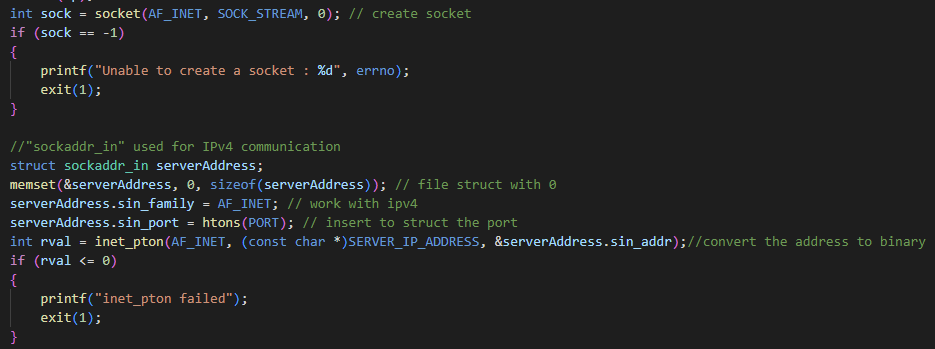 int sock = socket(AF_INET, SOCK_STREAM, 0); // create socket
if (sock == -1)
{
    printf("Unable to create a socket : %d", errno);
    exit(1);
}

//"sockaddr_in" used for IPv4 communication
struct sockaddr_in serverAddress;
memset(&serverAddress, 0, sizeof(serverAddress)); // file struct with 0
serverAddress.sin_family = AF_INET; // work with ipv4
serverAddress.sin_port = htons(PORT); // insert to struct the port
int rval = inet_pton(AF_INET, (const char *)SERVER_IP_ADDRESS, &serverAddress.sin_addr);//convert the address to binary
if (rval <= 0)
{
    printf("inet_pton failed");
    exit(1);
}